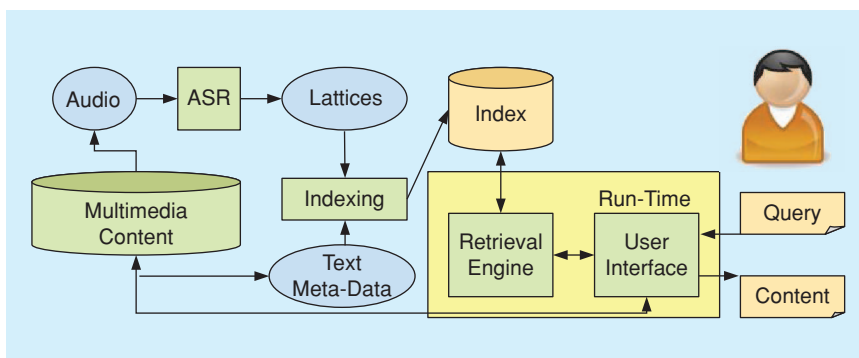 Audio
ASR
Lattices
Index
Multimedia
Content
Indexing
Run-Time
Text
Meta-Data
Retrieval
Engine
User
Interface
Query
Content